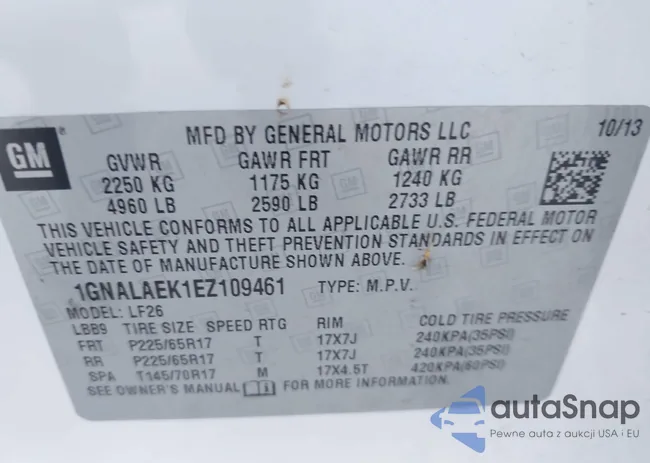 GM
MFD BY GENERAL MOTORS LLC 10/13
GVWR GAWR FRT GAWR RR
2250 KG 1175 KG 1240 KG
4960 LB 2590 LB 2733 LB
THIS VEHICLE CONFORMS TO ALL APPLICABLE U.S. FEDERAL MOTOR
VEHICLE SAFETY AND THEFT PREVENTION STANDARDS IN EFFECT ON
THE DATE OF MANUFACTURE SHOWN ABOVE.
1GNALAEK1EZ109461 TYPE: M.P.V.
MODEL: LF26
LBB9 TIRE SIZE SPEED RTG RIM COLD TIRE PRESSURE
FRT P225/65R17 T 17X7J 240KPA(35PSI)
RR P225/65R17 T 17X7J 240KPA(35PSI)
SPA T145/70R17 M 17X4.5T 420KPA(60PSI)
SEE OWNER'S MANUAL FOR MORE INFORMATION.
autaSnap
Pewne auta z aukcji USA i EU